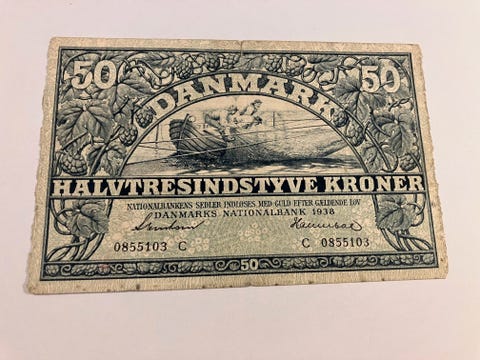 50 DANMARK 50
HALVTRESINDSTYVE KRONER
NATIONALBANKENS SEDLER INDLØSES MED GULD EFTER GÆLDENDE LOV
DANMARKS NATIONALBANK 1938
0855103 C C 0855103
50